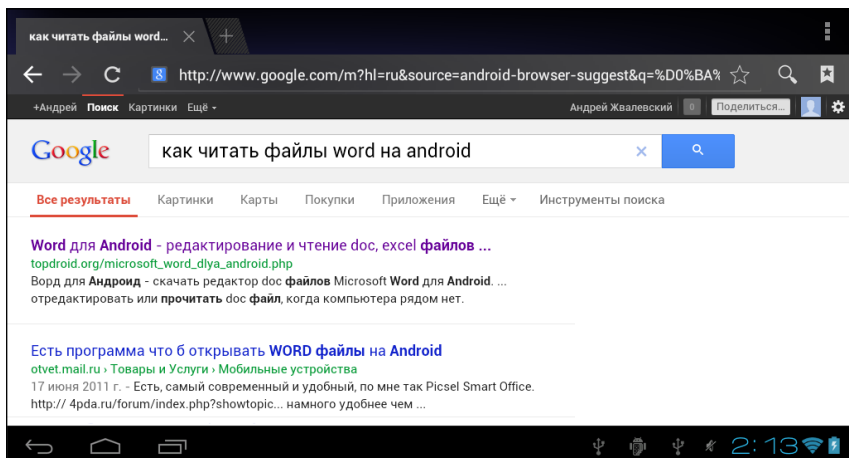 как читать файлы word...
http://www.google.com/m?hl=ru&source=android-browser-suggest&q=%D0%BA%
+Андрей Поиск Картинки Ещё Андрей Жвалевский 0 Поделиться...
Google как читать файлы word на android
Все результаты Картинки Карты Покупки Приложения Ещё Инструменты поиска
Word для Android - редактирование и чтение doc, excel файлов ...
topdroid.org/microsoft_word_dlya_android.php
Ворд для Андроид - скачать редактор doc файлов Microsoft Word для Android. ...
отредактировать или прочитать doc файл, когда компьютера рядом нет.
Есть программа что б открывать WORD файлы на Android
otvet.mail.ru › Товары и Услуги › Мобильные устройства
17 июня 2011 г. - Есть, самый современный и удобный, по мне так Picsel Smart Office.
http:// 4pda.ru/forum/index.php?showtopic... намного удобнее чем ...
2:13